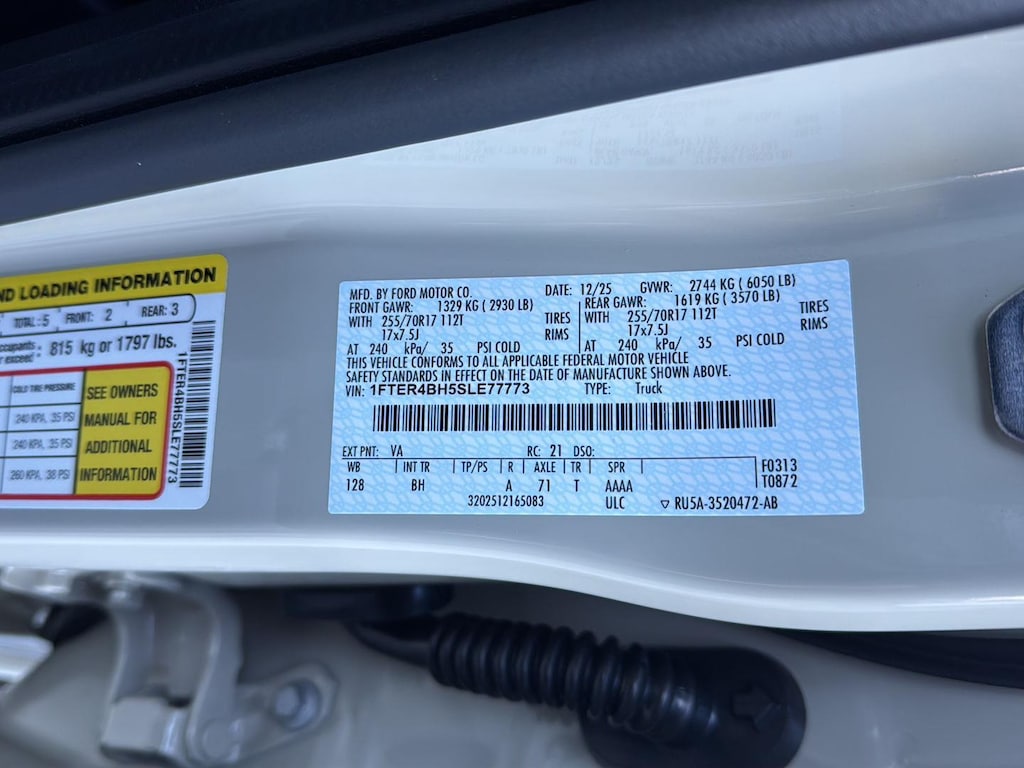 ND LOADING INFORMATION
TOTAL: 5 FRONT: 2 REAR: 3
occupants
exceed 815 kg or 1797 lbs.
COLD TIRE PRESSURE
240 KPA, 35 PSI
240 KPA, 35 PSI
260 KPA, 38 PSI
SEE OWNERS
MANUAL FOR
ADDITIONAL
INFORMATION
1FTER4BH5SLE77773
MFD. BY FORD MOTOR CO. DATE: 12/25 GVWR: 2744 KG ( 6050 LB)
FRONT GAWR: 1329 KG ( 2930 LB) REAR GAWR: 1619 KG ( 3570 LB)
WITH 255/70R17 112T TIRES WITH 255/70R17 112T TIRES
17x7.5J RIMS 17x7.5J RIMS
AT 240 kPa/ 35 PSI COLD AT 240 kPa/ 35 PSI COLD
THIS VEHICLE CONFORMS TO ALL APPLICABLE FEDERAL MOTOR VEHICLE
SAFETY STANDARDS IN EFFECT ON THE DATE OF MANUFACTURE SHOWN ABOVE.
VIN: 1FTER4BH5SLE77773 TYPE: Truck
EXT PNT: VA RC: 21 DSO:
WB INT TR TP/PS R AXLE TR SPR F0313
128 BH A 71 T AAAA T0872
3202512165083 ULC ▽ RU5A-3520472-AB